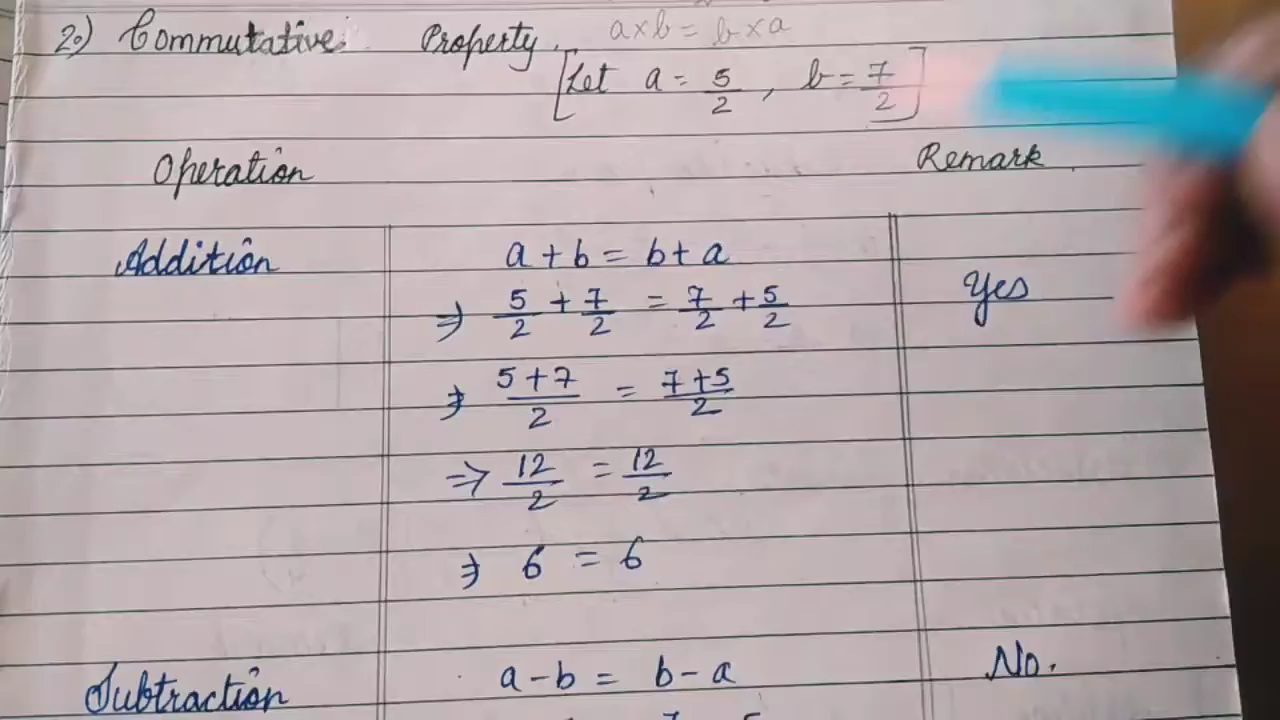 2.) Commutative Property. a×b = b×a
[Let a = 5/2, b = 7/2]
Operation Remark
Addition a + b = b + a Yes
⇒ 5/2 + 7/2 = 7/2 + 5/2
⇒ 5+7/2 = 7+5/2
⇒ 12/2 = 12/2
⇒ 6 = 6
Subtraction a - b = b - a No.